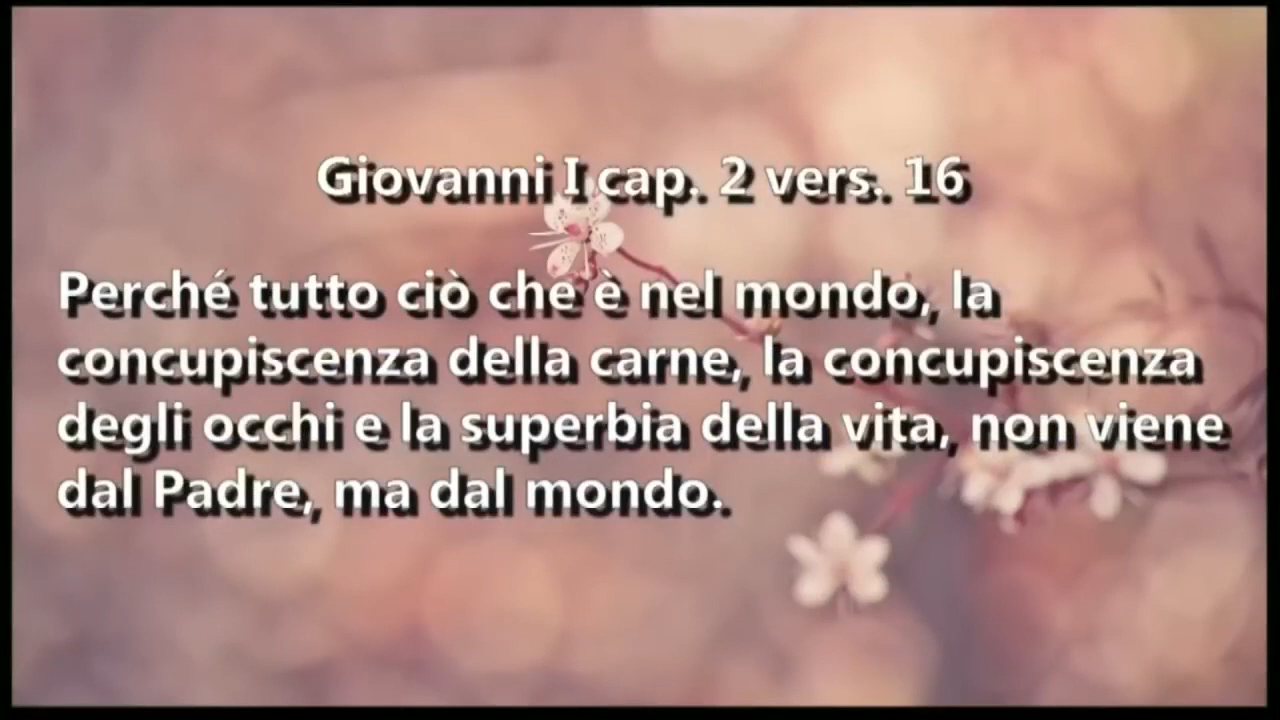 Giovanni I cap. 2 vers. 16
Perché tutto ciò che è nel mondo, la
concupiscenza della carne, la concupiscenza
degli occhi e la superbia della vita, non viene
dal Padre, ma dal mondo.